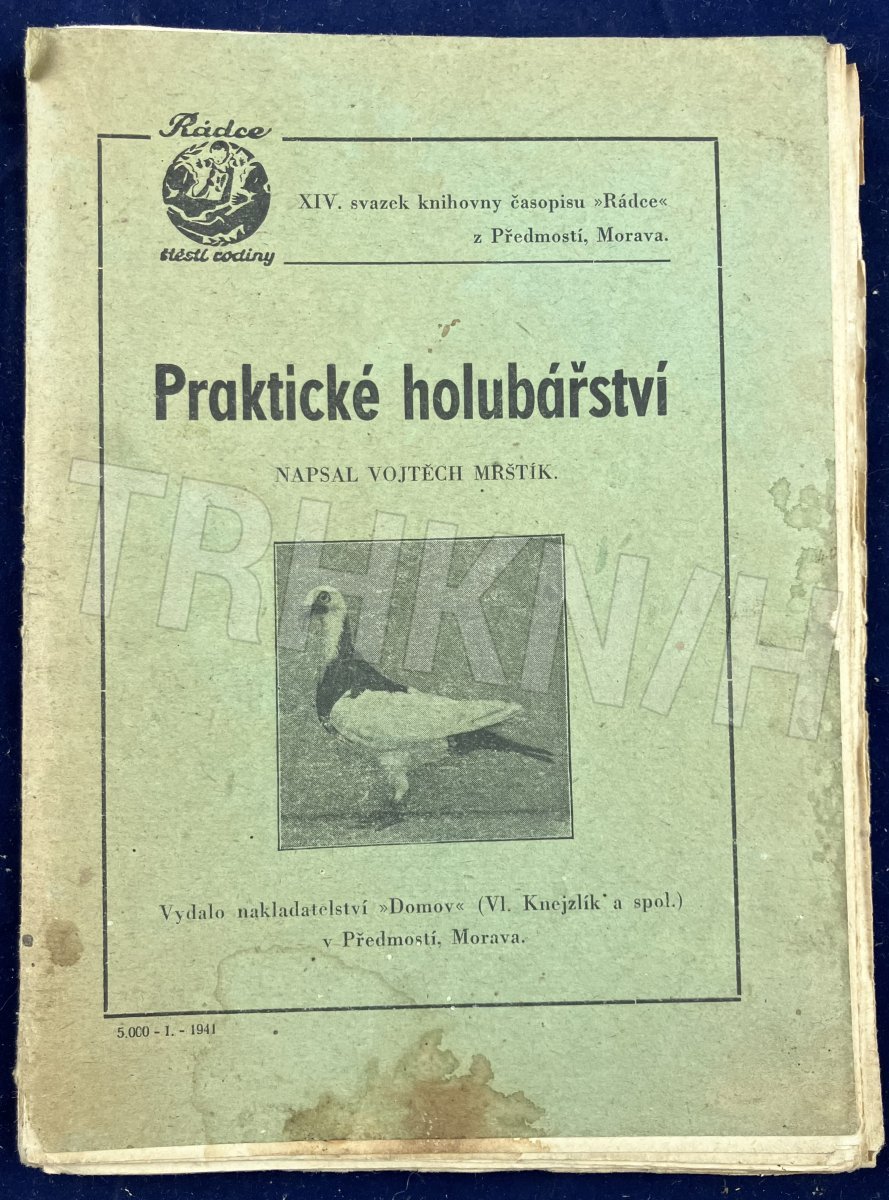 Rádce
štěstí rodiny
XIV. svazek knihovny časopisu »Rádce«
z Předmostí, Morava.
Praktické holubářství
NAPSAL VOJTĚCH MRŠTÍK.
TRHKNIH
Vydalo nakladatelství »Domov« (Vl. Knejzlík a spol.)
v Předmostí, Morava.
5.000 - I. - 1941